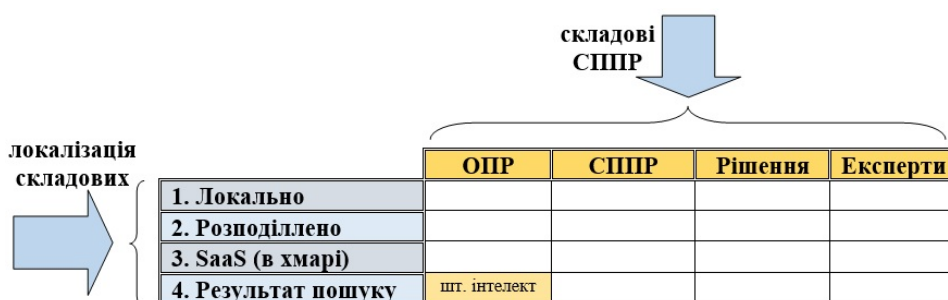 складові
СППР
локалізація
складових
ОПР СППР Рішення Експерти
1. Локально
2. Розподіллено
3. SaaS (в хмарі)
4. Результат пошуку шт. інтелект